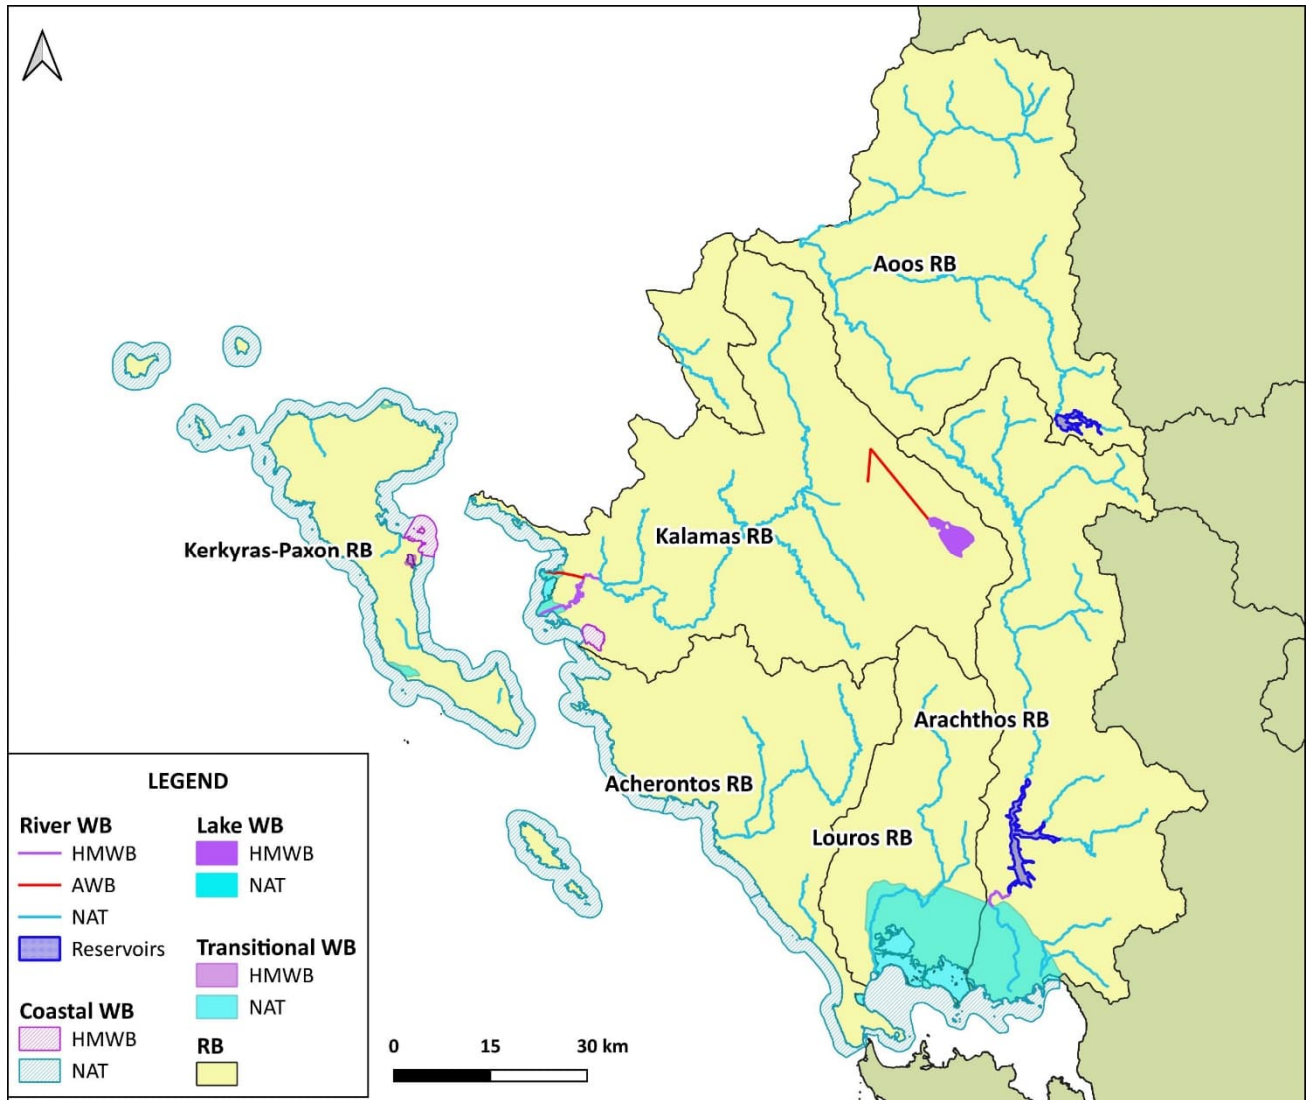 Aoos RB
Kalamas RB
Kerkyras-Paxon RB
Arachthos RB
Acherontos RB
Louros RB
LEGEND
River WB
HMWB
AWB
NAT
Reservoirs
Coastal WB
HMWB
NAT
Lake WB
HMWB
NAT
Transitional WB
HMWB
NAT
RB
0 15 30 km